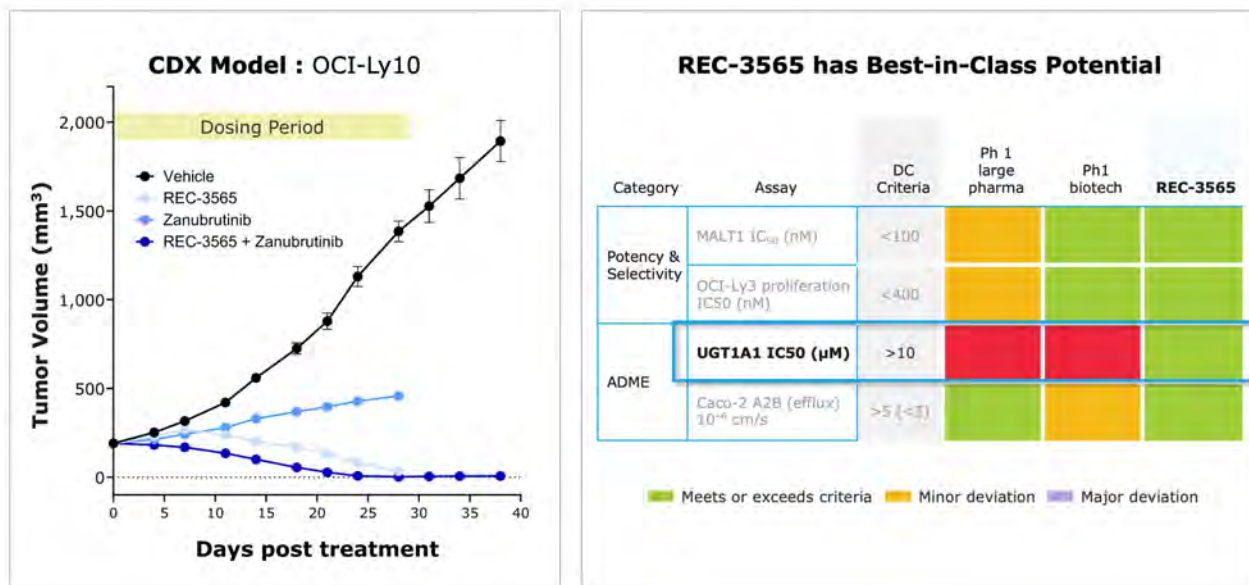 CDX Model : OCI-Ly10
2,000
1,500
1,000
500
0
Tumor Volume (mm³)
Dosing Period
Vehicle
REC-3565
Zanubrutinib
REC-3565 + Zanubrutinib
0 5 10 15 20 25 30 35 40
Days post treatment
REC-3565 has Best-in-Class Potential
Category
Assay
DC
Criteria
Ph 1
large
pharma
Ph1
biotech
REC-3565
Potency &
Selectivity
MALT1 IC₅₀ (nM)
<100
OCI-Ly3 proliferation
IC50 (nM)
<400
ADME
UGT1A1 IC50 (μM)
>10
Caco-2 A2B (efflux)
10⁻⁶ cm/s
>5 (<3)
Meets or exceeds criteria
Minor deviation
Major deviation